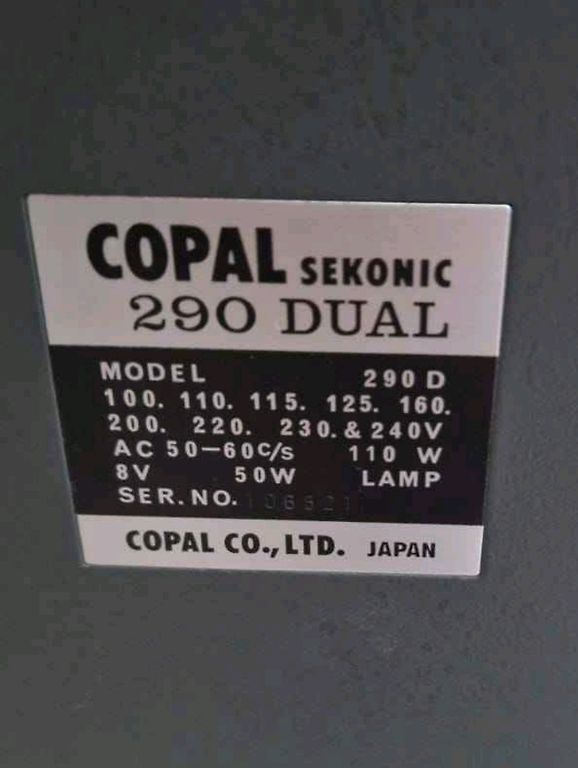 COPAL SEKONIC
290 DUAL
MODEL 290 D
100. 110. 115. 125. 160.
200. 220. 230. & 240V
AC 50–60c/s 110 W
8V 50W LAMP
SER.NO.
COPAL CO., LTD. JAPAN